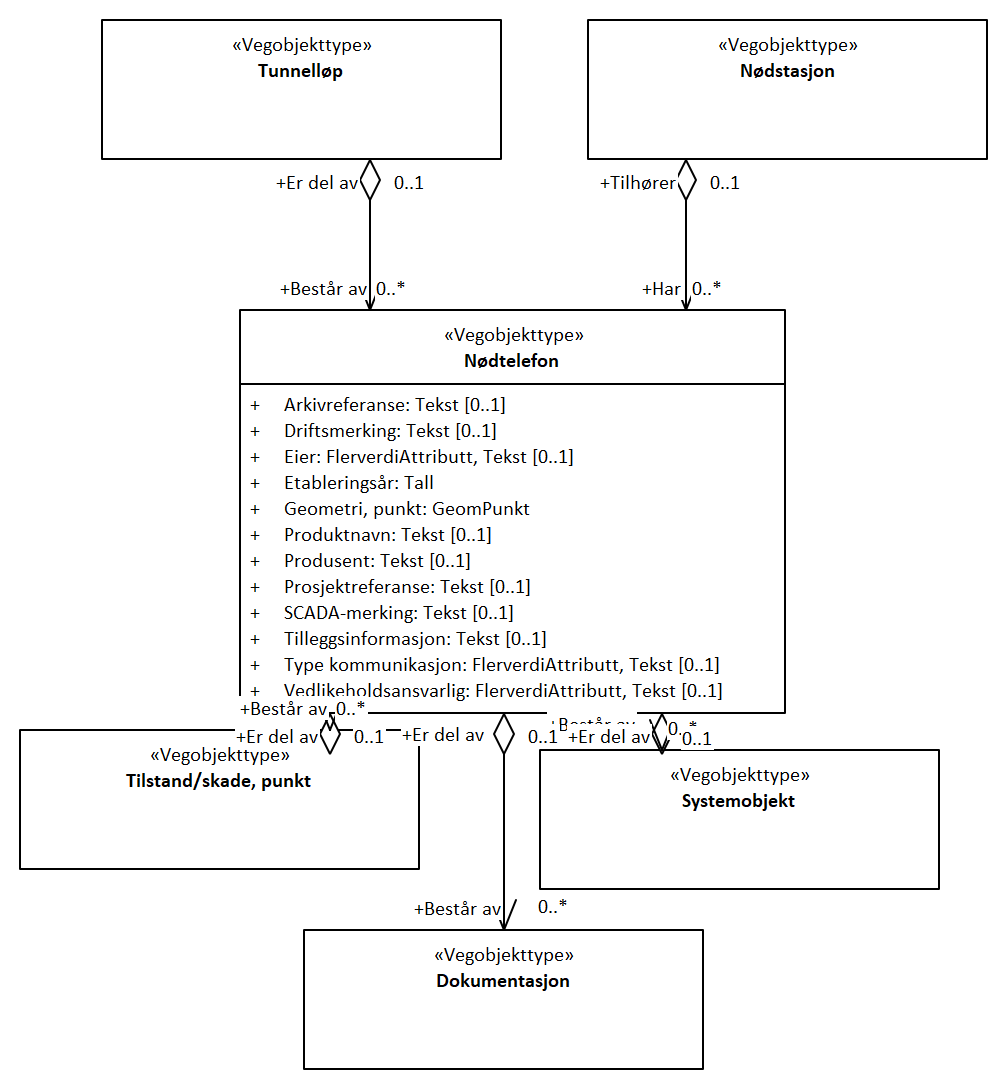 «Vegobjekttype»
Tunnelløp
«Vegobjekttype»
Nødstasjon
+Er del av
0..1
+Tilhører
0..1
+Består av
0..*
+Har
0..*
«Vegobjekttype»
Nødtelefon
+ Arkivreferanse: Tekst [0..1]
+ Driftsmerking: Tekst [0..1]
+ Eier: FlerverdiAttributt, Tekst [0..1]
+ Etableringsår: Tall
+ Geometri, punkt: GeomPunkt
+ Produktnavn: Tekst [0..1]
+ Produsent: Tekst [0..1]
+ Prosjektreferanse: Tekst [0..1]
+ SCADA-merking: Tekst [0..1]
+ Tilleggsinformasjon: Tekst [0..1]
+ Type kommunikasjon: FlerverdiAttributt, Tekst [0..1]
+ Vedlikeholdsansvarlig: FlerverdiAttributt, Tekst [0..1]
+Består av
0..*
+Består av
0..*
+Er del av
0..1
+Er del av
0..1
+Er del av
0..1
«Vegobjekttype»
Tilstand/skade, punkt
«Vegobjekttype»
Systemobjekt
+Består av
0..*
«Vegobjekttype»
Dokumentasjon